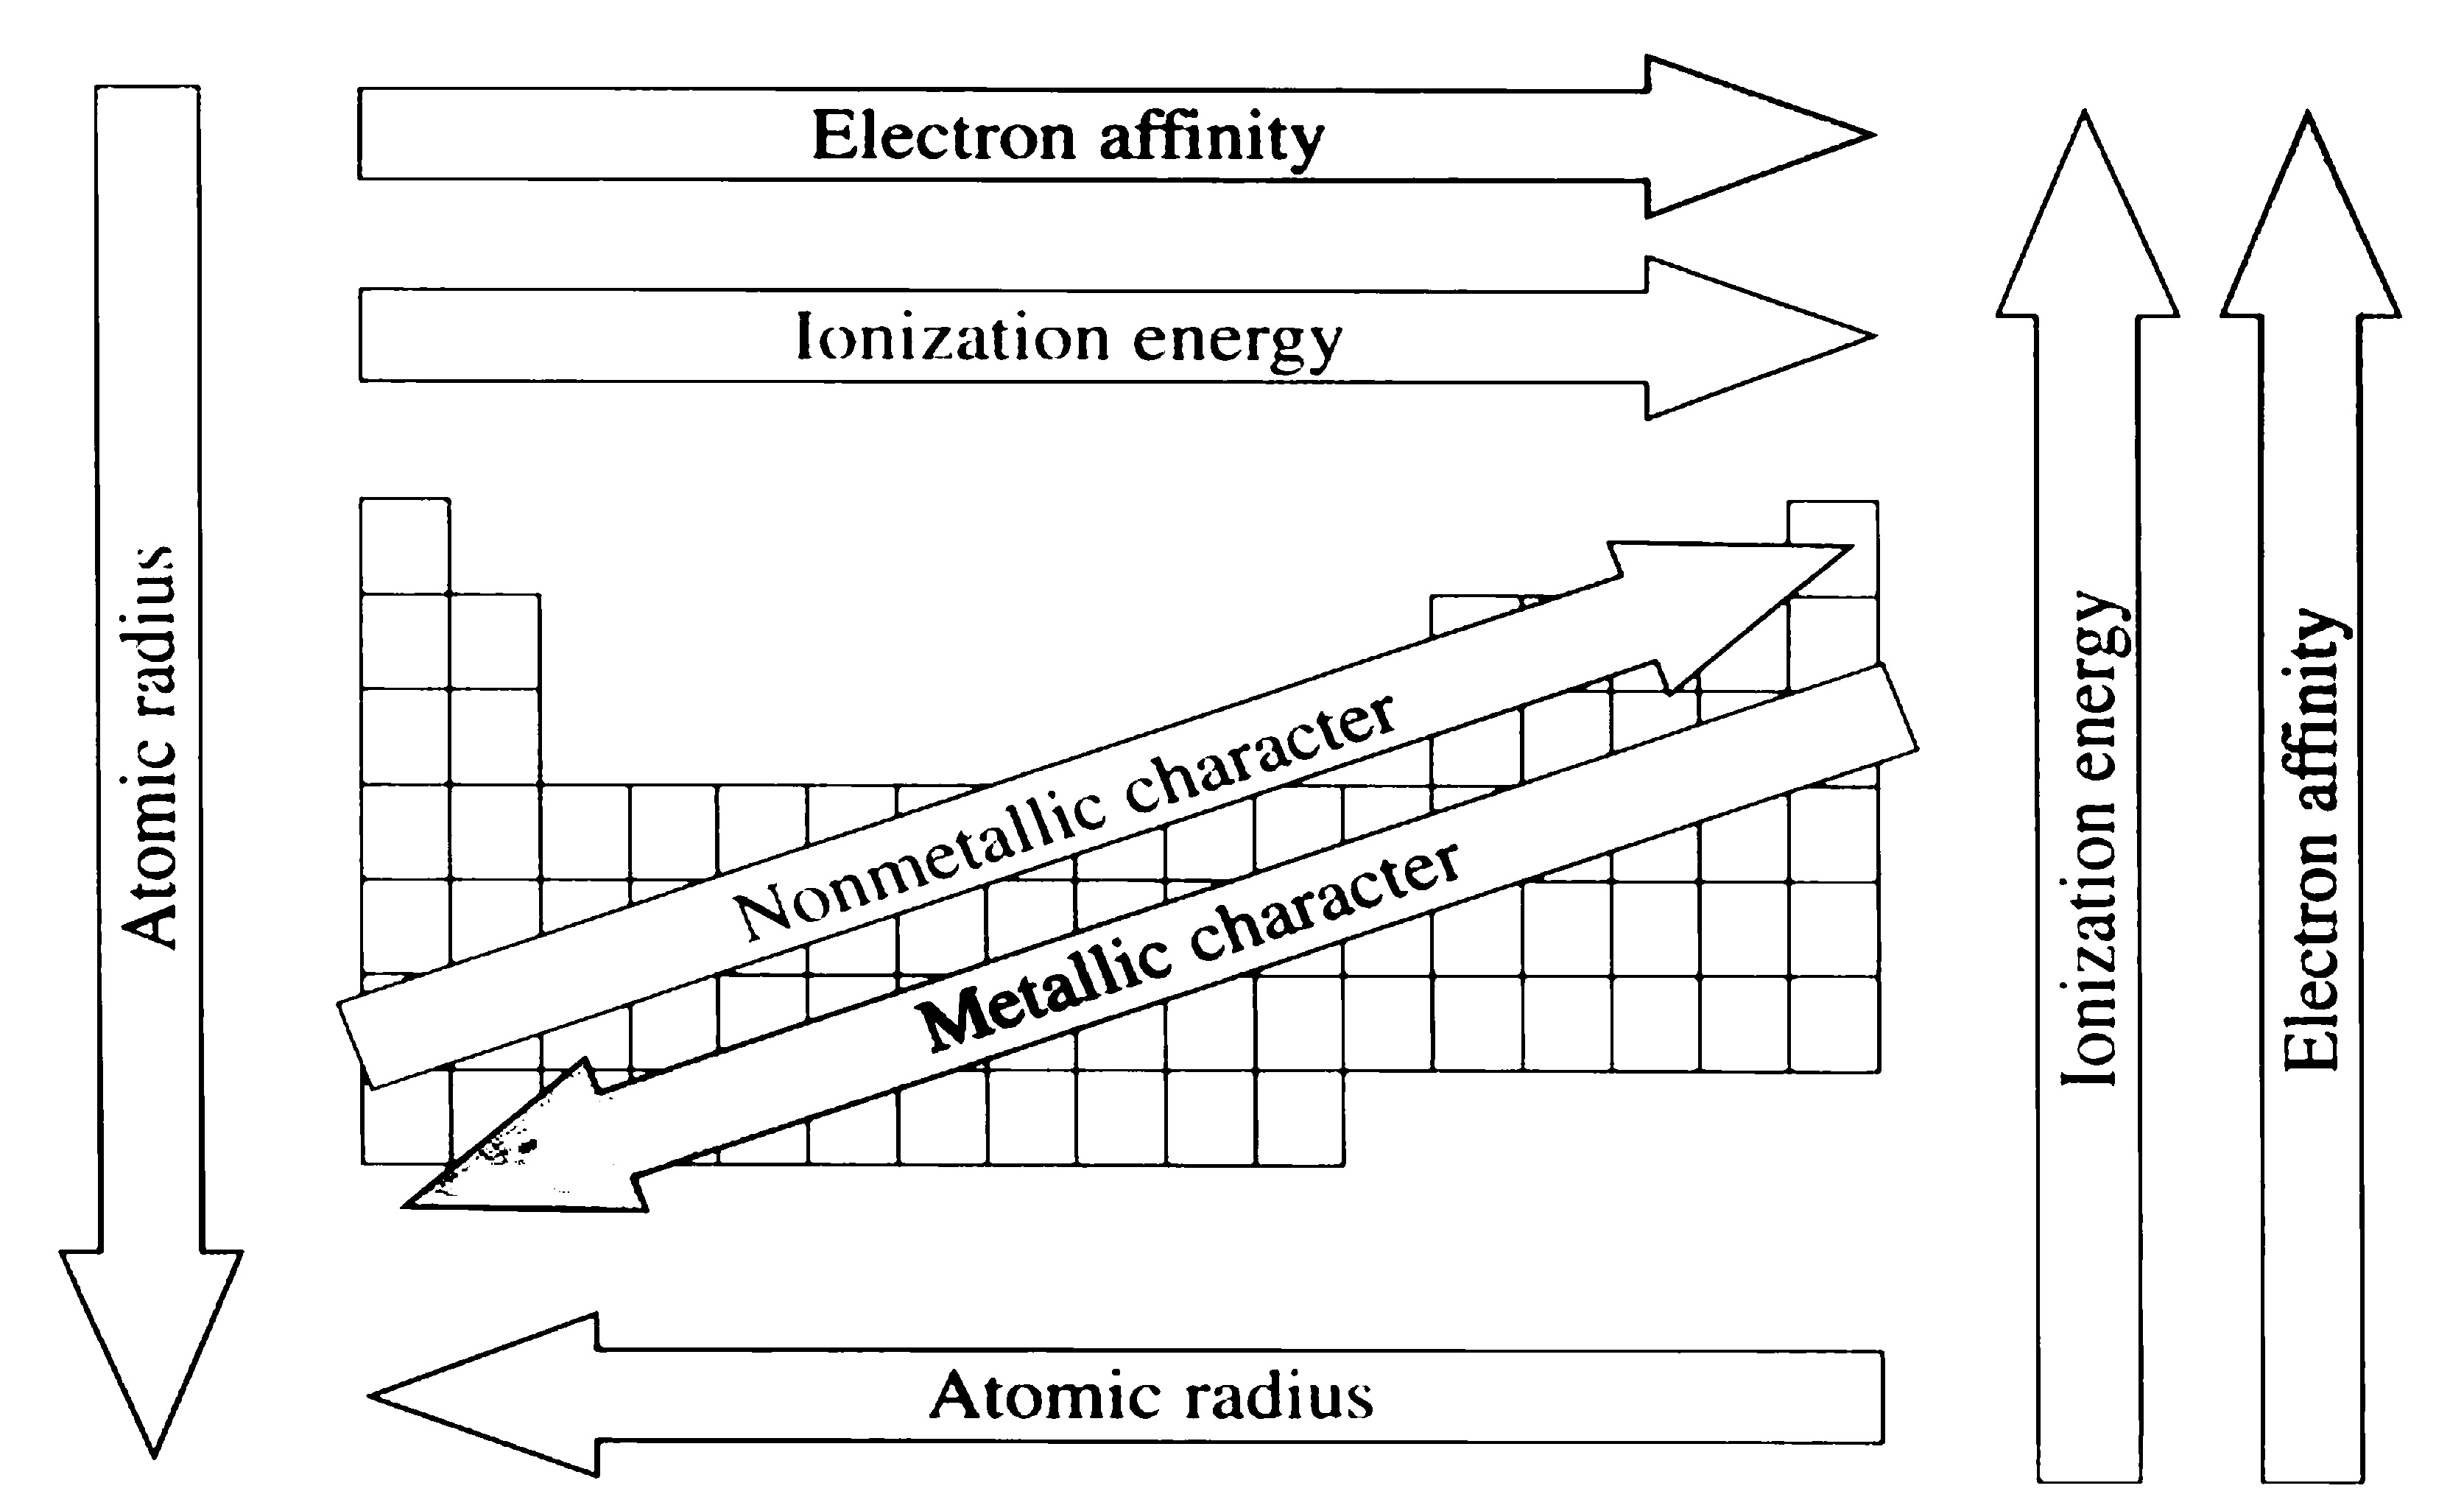 Electron affinity
Ionization energy
Atomic radius
Nonmetallic character
Metallic character
Ionization energy
Electron affinity
Atomic radius